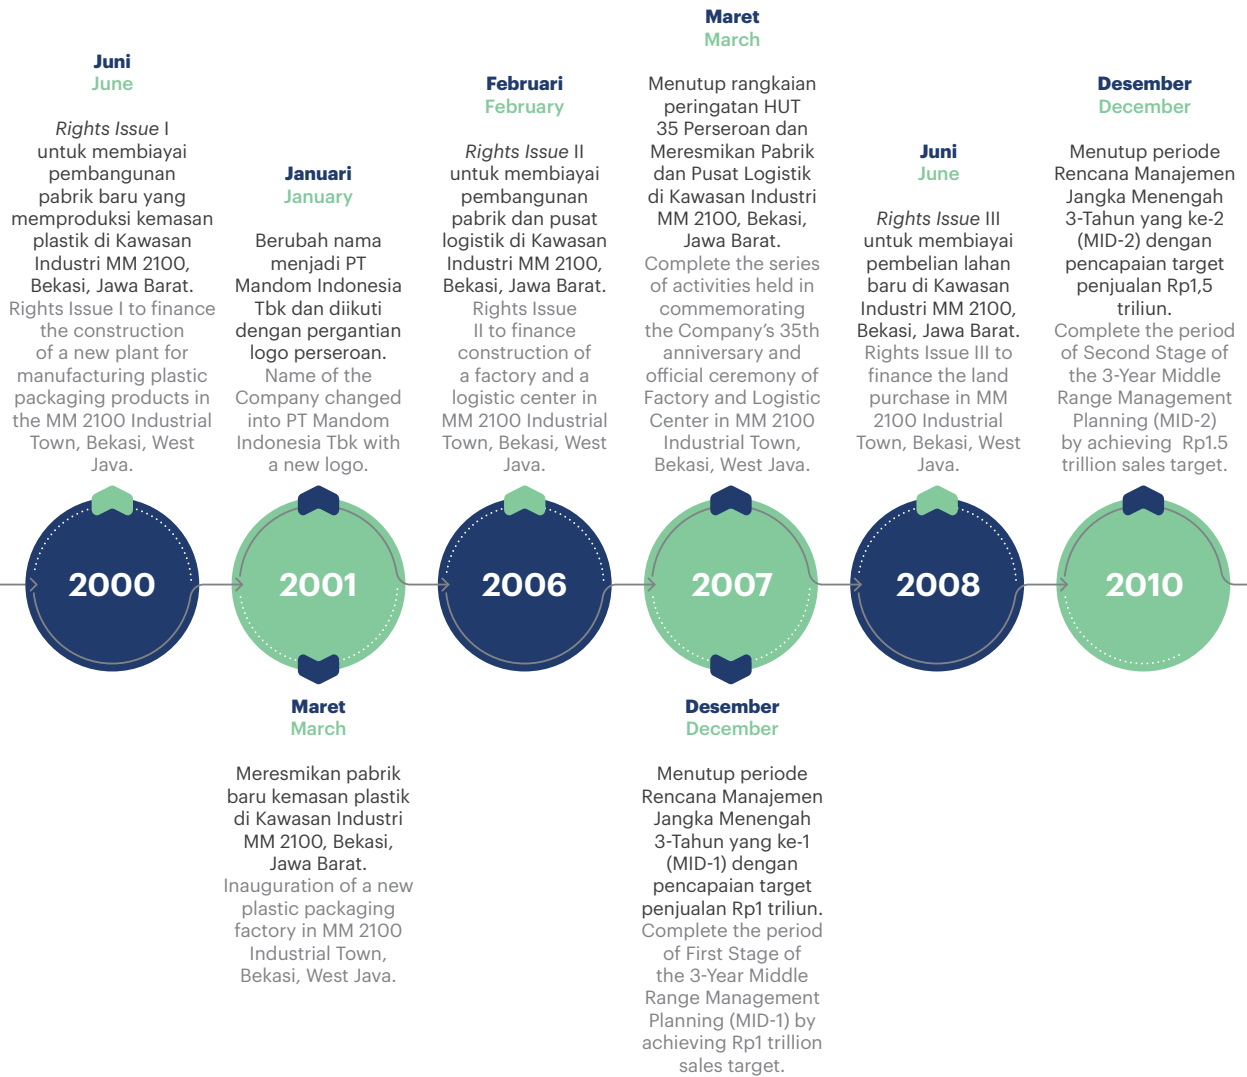 Juni
June
Rights Issue I
untuk membiayai
pembangunan
pabrik baru yang
memproduksi kemasan
plastik di Kawasan
Industri MM 2100,
Bekasi, Jawa Barat.
Rights Issue I to finance
the construction
of a new plant for
manufacturing plastic
packaging products in
the MM 2100 Industrial
Town, Bekasi, West
Java.
2000
Januari
January
Berubah nama
menjadi PT
Mandom Indonesia
Tbk dan diikuti
dengan pergantian
logo perseroan.
Name of the
Company changed
into PT Mandom
Indonesia Tbk with
a new logo.
2001
Maret
March
Meresmikan pabrik
baru kemasan plastik
di Kawasan Industri
MM 2100, Bekasi,
Jawa Barat.
Inauguration of a new
plastic packaging
factory in MM 2100
Industrial Town,
Bekasi, West Java.
Februari
February
Rights Issue II
untuk membiayai
pembangunan
pabrik dan pusat
logistik di Kawasan
Industri MM 2100,
Bekasi, Jawa Barat.
Rights Issue
II to finance
construction of
a factory and a
logistic center in
MM 2100 Industrial
Town, Bekasi, West
Java.
2006
Maret
March
Menutup rangkaian
peringatan HUT
35 Perseroan dan
Meresmikan Pabrik
dan Pusat Logistik
di Kawasan Industri
MM 2100, Bekasi,
Jawa Barat.
Complete the series
of activities held in
commemorating
the Company's 35th
anniversary and
official ceremony of
Factory and Logistic
Center in MM 2100
Industrial Town,
Bekasi, West Java.
2007
Desember
December
Menutup periode
Rencana Manajemen
Jangka Menengah
3-Tahun yang ke-1
(MID-1) dengan
pencapaian target
penjualan Rp1 triliun.
Complete the period
of First Stage of
the 3-Year Middle
Range Management
Planning (MID-1) by
achieving Rp1 trillion
sales target.
Juni
June
Rights Issue III
untuk membiayai
pembelian lahan
baru di Kawasan
Industri MM 2100,
Bekasi, Jawa Barat.
Rights Issue III to
finance the land
purchase in MM
2100 Industrial
Town, Bekasi, West
Java.
2008
Desember
December
Menutup periode
Rencana Manajemen
Jangka Menengah
3-Tahun yang ke-2
(MID-2) dengan
pencapaian target
penjualan Rp1,5
triliun.
Complete the period
of Second Stage of
the 3-Year Middle
Range Management
Planning (MID-2)
by achieving Rp1.5
trillion sales target.
2010